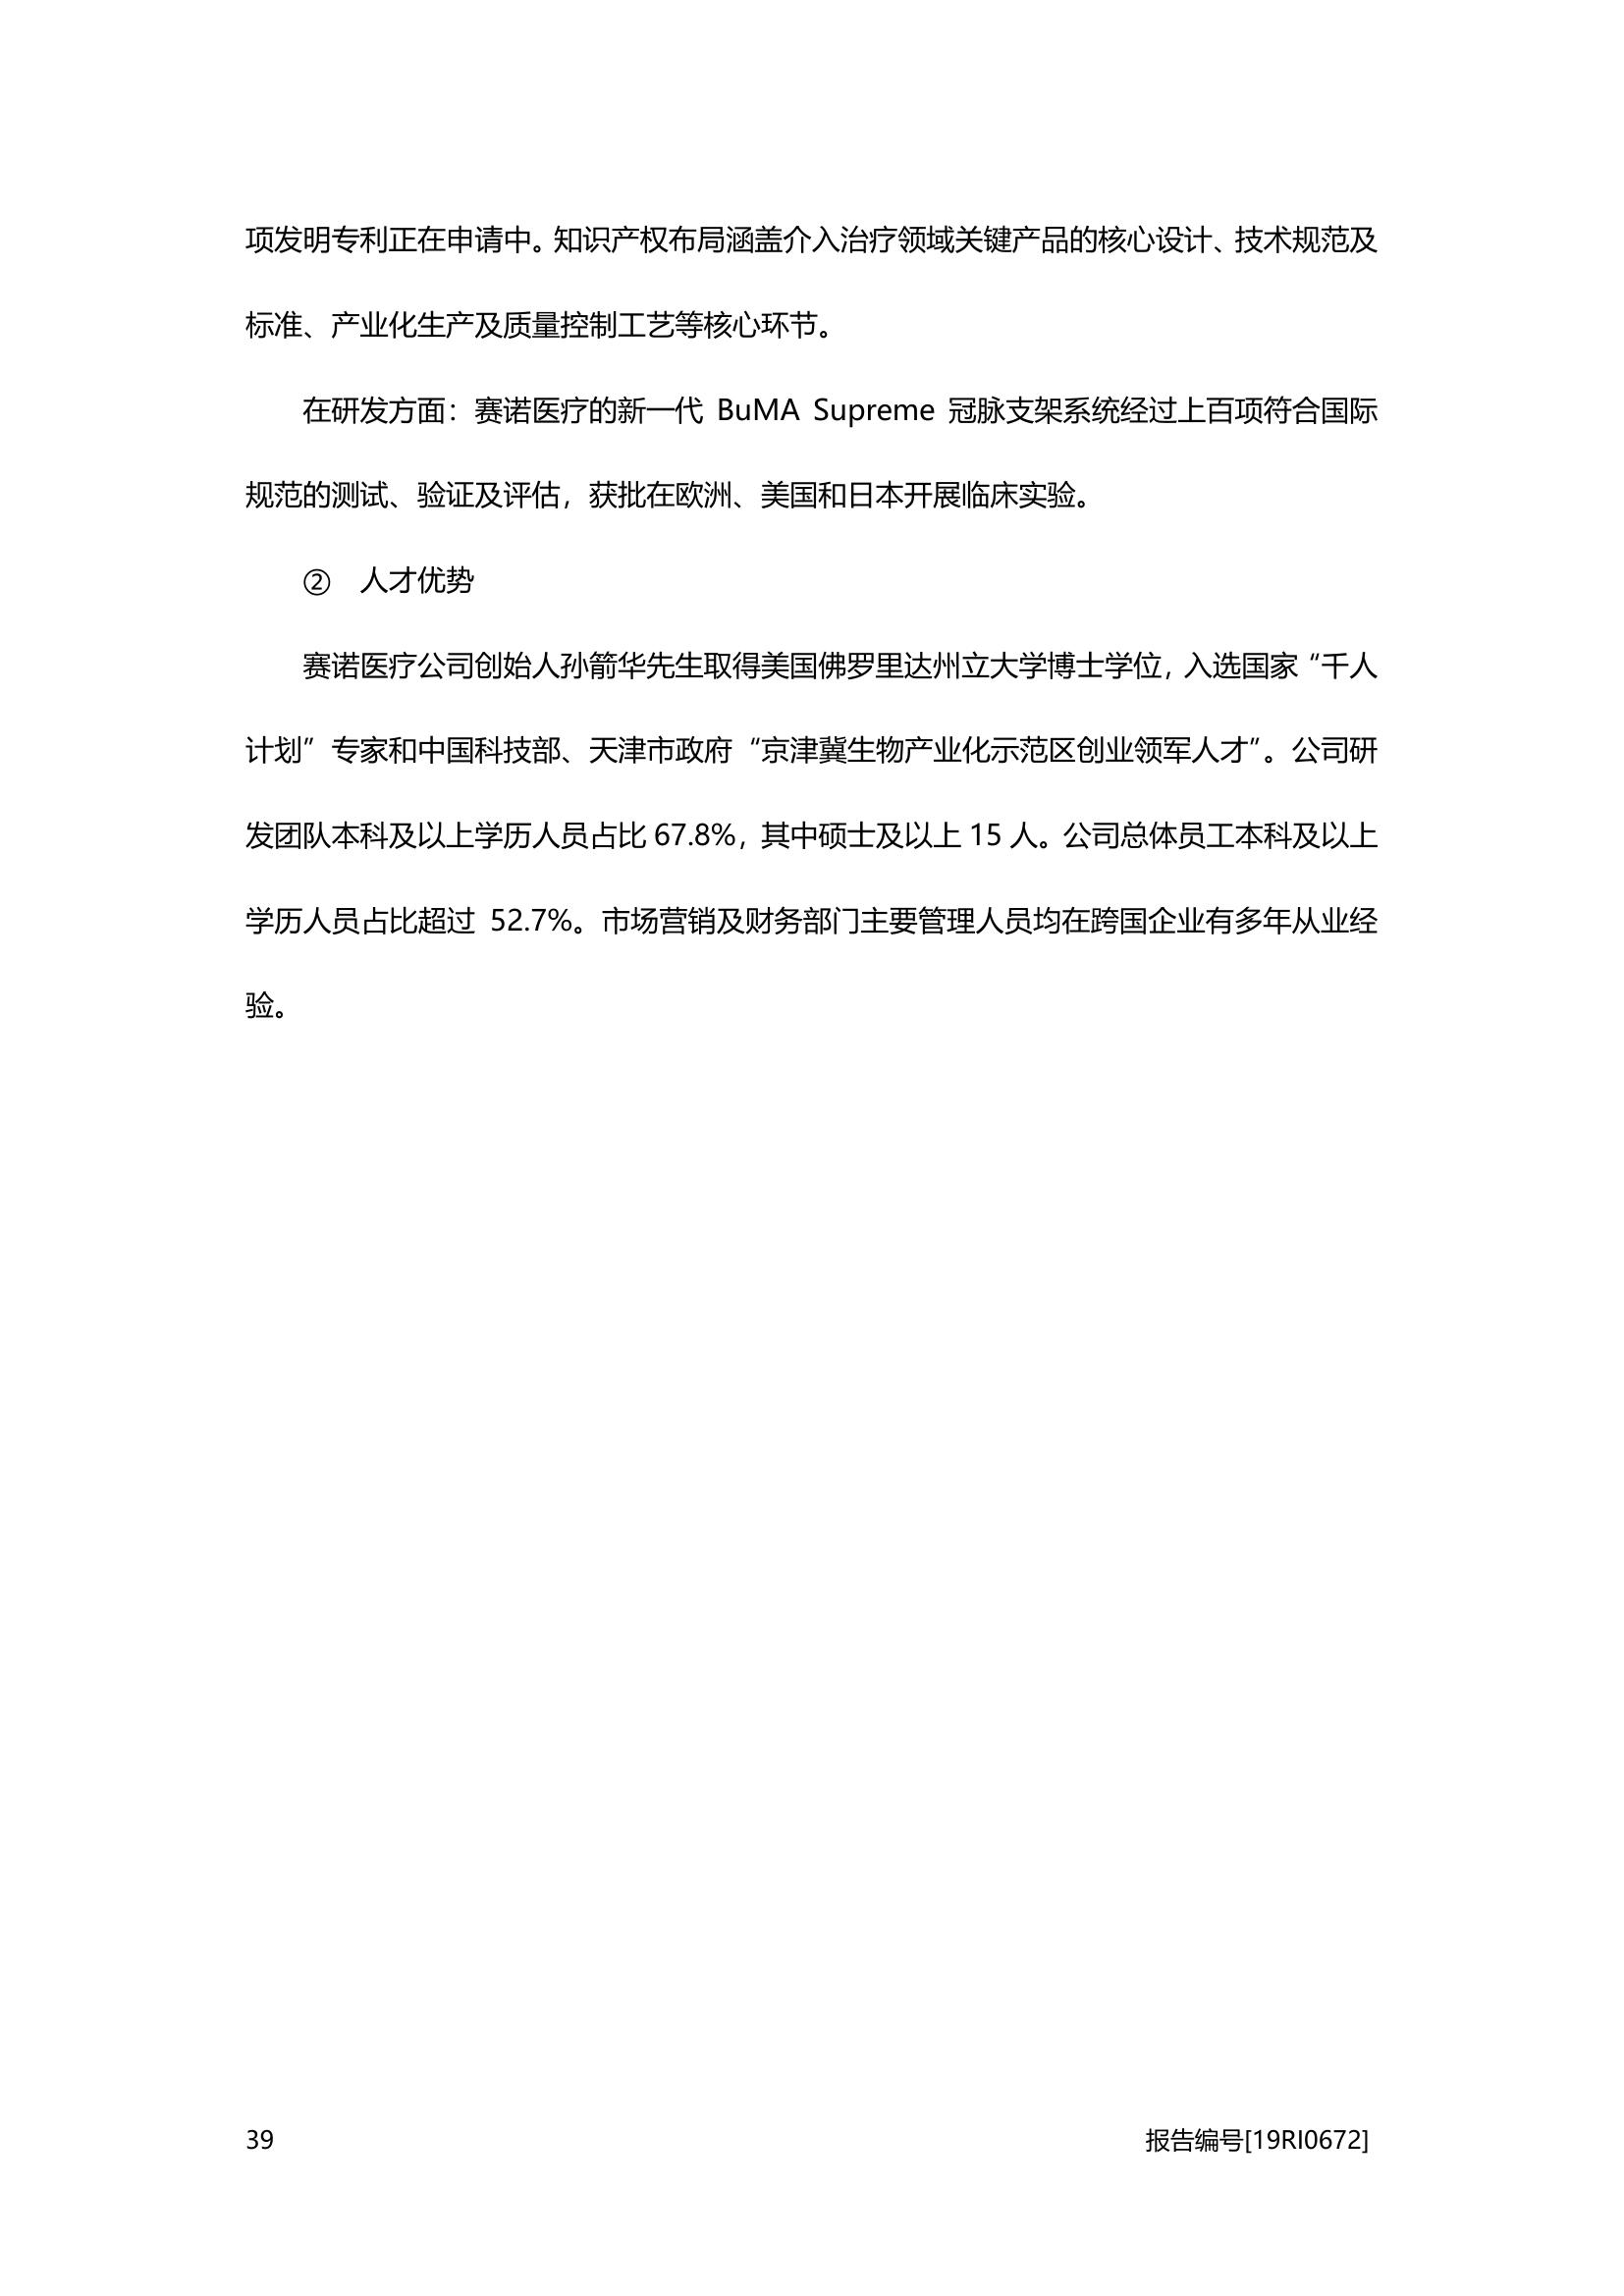 项发明专利正在申请中。知识产权布局涵盖介入治疗领域关键产品的核心设计、技术规范及
标准、产业化生产及质量控制工艺等核心环节。
在研发方面：赛诺医疗的新一代 BuMA Supreme 冠脉支架系统经过上百项符合国际
规范的测试、验证及评估，获批在欧洲、美国和日本开展临床实验。
② 人才优势
赛诺医疗公司创始人孙箭华先生取得美国佛罗里达州立大学博士学位，入选国家“千人
计划”专家和中国科技部、天津市政府“京津冀生物产业化示范区创业领军人才”。公司研
发团队本科及以上学历人员占比 67.8%，其中硕士及以上 15 人。公司总体员工本科及以上
学历人员占比超过 52.7%。市场营销及财务部门主要管理人员均在跨国企业有多年从业经
验。
39 报告编号[19RI0672]